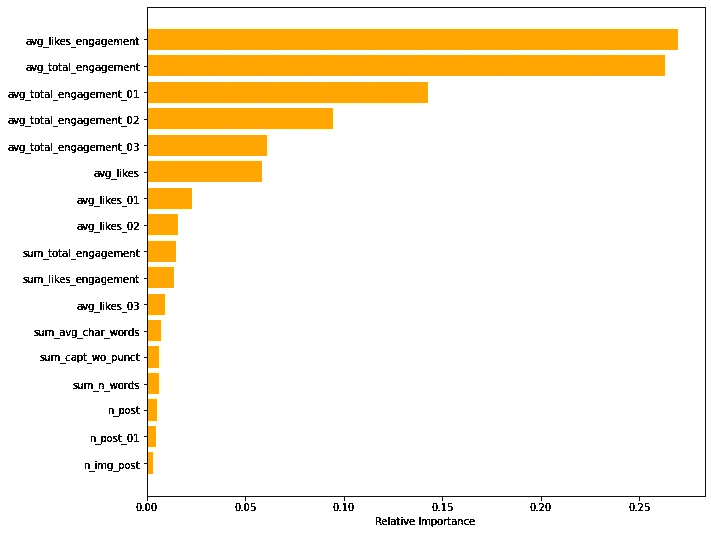 avg_likes_engagement
avg_total_engagement
avg_total_engagement_01
avg_total_engagement_02
avg_total_engagement_03
avg_likes
avg_likes_01
avg_likes_02
sum_total_engagement
sum_likes_engagement
avg_likes_03
sum_avg_char_words
sum_capt_wo_punct
sum_n_words
n_post
n_post_01
n_img_post
0.00 0.05 0.10 0.15 0.20 0.25
Relative Importance